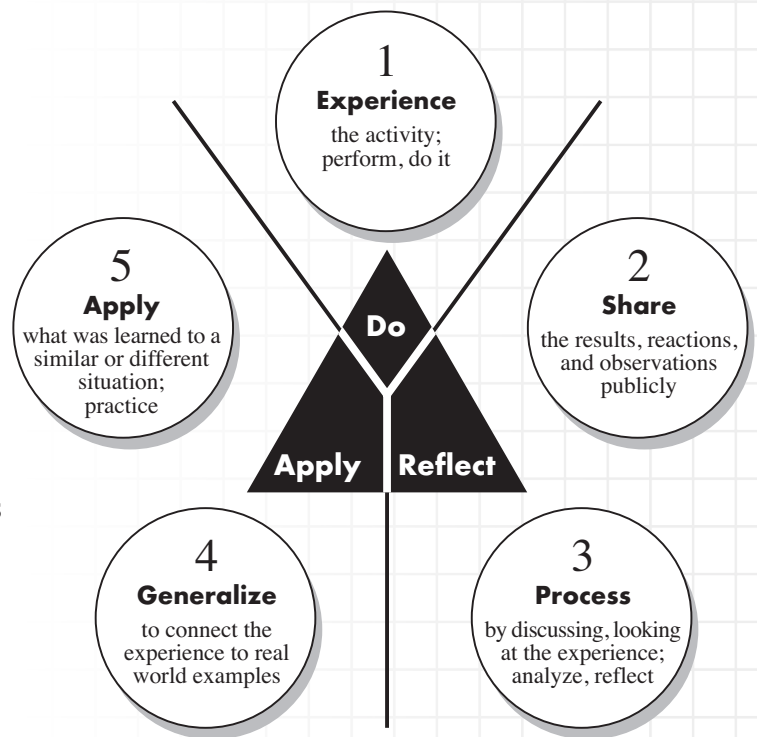 1
Experience
the activity;
perform, do it
2
Share
the results, reactions,
and observations
publicly
3
Process
by discussing, looking
at the experience;
analyze, reflect
4
Generalize
to connect the
experience to real
world examples
5
Apply
what was learned to a
similar or different
situation;
practice
Do
Reflect
Apply